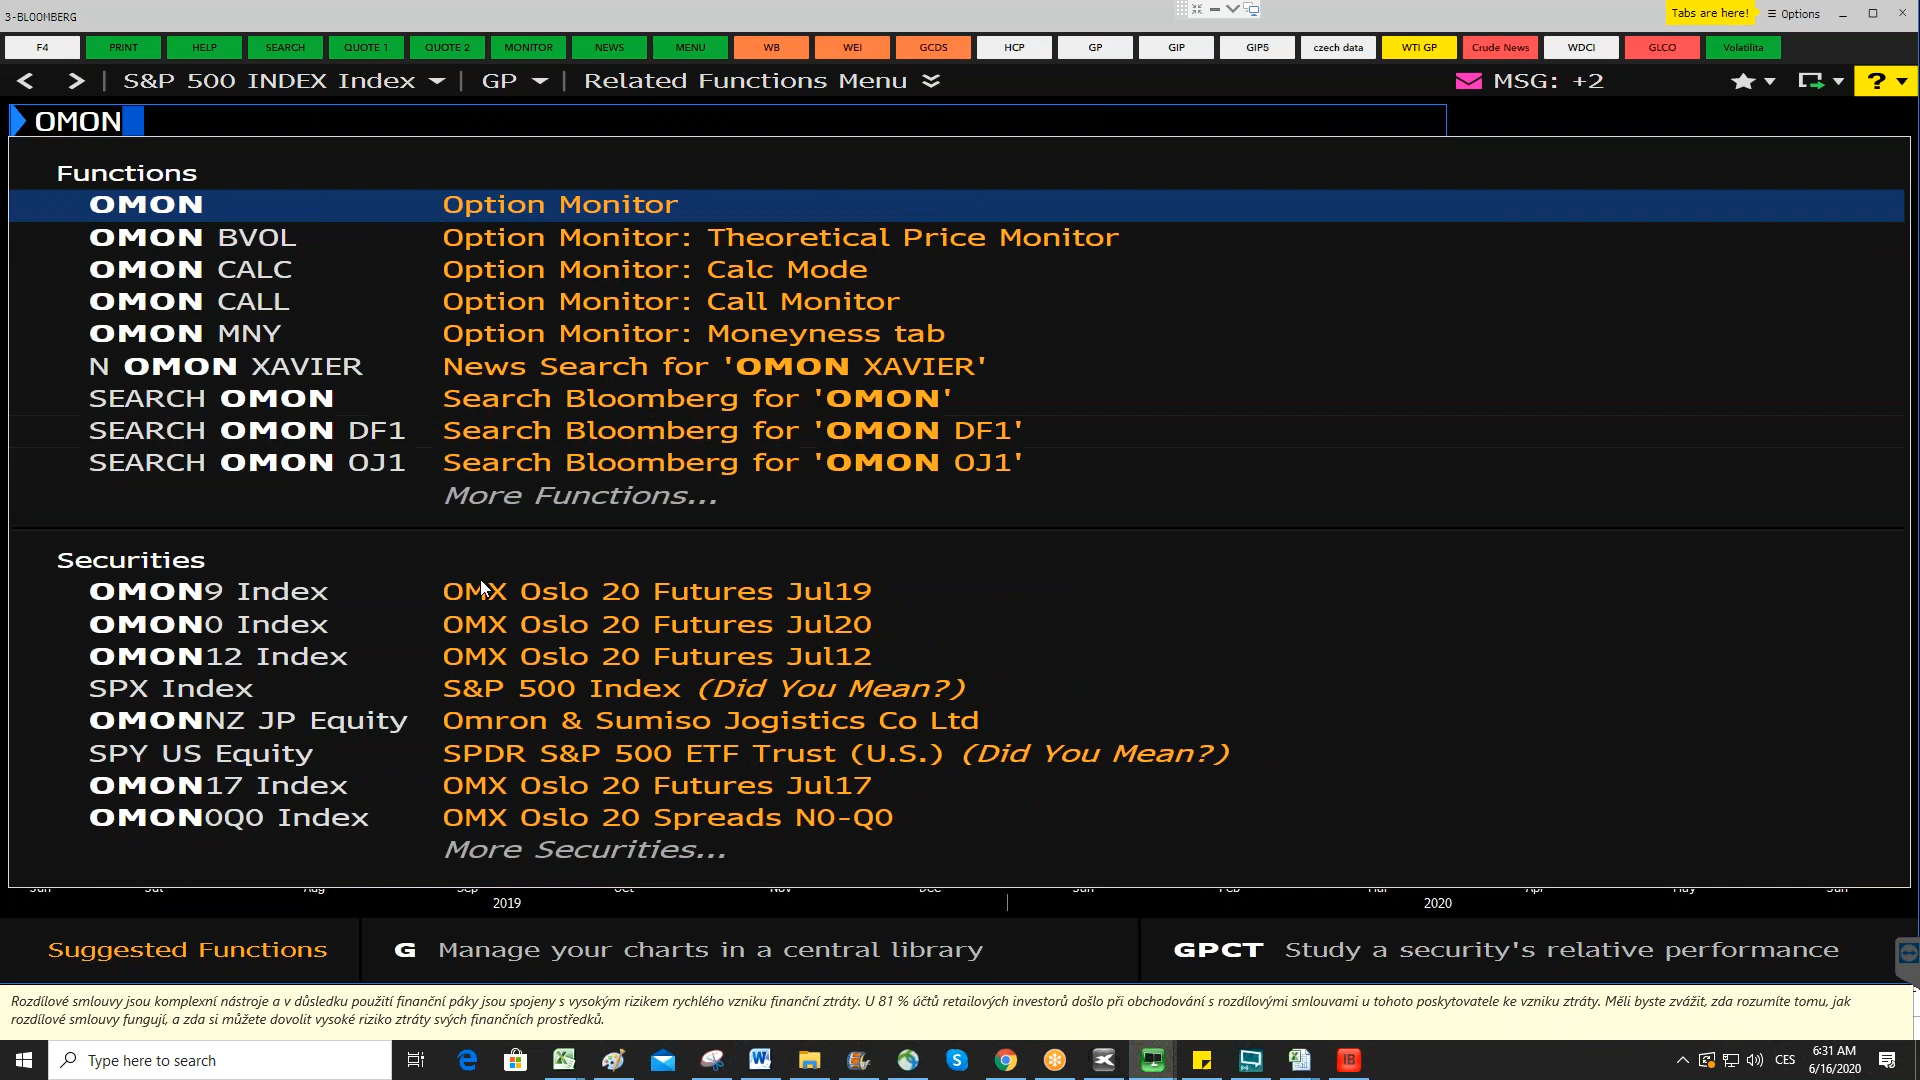 3-BLOOMBERG
Tabs are here!
Options
F4 PRINT HELP SEARCH QUOTE 1 QUOTE 2 MONITOR NEWS MENU WB WEI GCDS HCP GP GIP GIP5 czech data WTI GP Crude News WDCI GLCO Volatilita
S&P 500 INDEX Index GP Related Functions Menu MSG: +2 ?
OMON
Functions
OMON Option Monitor
OMON BVOL Option Monitor: Theoretical Price Monitor
OMON CALC Option Monitor: Calc Mode
OMON CALL Option Monitor: Call Monitor
OMON MNY Option Monitor: Moneyness tab
N OMON XAVIER News Search for 'OMON XAVIER'
SEARCH OMON Search Bloomberg for 'OMON'
SEARCH OMON DF1 Search Bloomberg for 'OMON DF1'
SEARCH OMON OJ1 Search Bloomberg for 'OMON OJ1'
More Functions...
Securities
OMON9 Index OMX Oslo 20 Futures Jul19
OMON0 Index OMX Oslo 20 Futures Jul20
OMON12 Index OMX Oslo 20 Futures Jul12
SPX Index S&P 500 Index (Did You Mean?)
OMONNZ JP Equity Omron & Sumiso Jogistics Co Ltd
SPY US Equity SPDR S&P 500 ETF Trust (U.S.) (Did You Mean?)
OMON17 Index OMX Oslo 20 Futures Jul17
OMON0Q0 Index OMX Oslo 20 Spreads N0-Q0
More Securities...
2019 2020
Suggested Functions G Manage your charts in a central library GPCT Study a security's relative performance
Rozdílové smlouvy jsou komplexní nástroje a v důsledku použití finanční páky jsou spojeny s vysokým rizikem rychlého vzniku finanční ztráty. U 81 % účtů retailových investorů došlo při obchodování s rozdílovými smlouvami u tohoto poskytovatele ke vzniku ztráty. Měli byste zvážit, zda rozumíte tomu, jak
rozdílové smlouvy fungují, a zda si můžete dovolit vysoké riziko ztráty svých finančních prostředků.
Type here to search
IB
CES
6:31 AM
6/16/2020